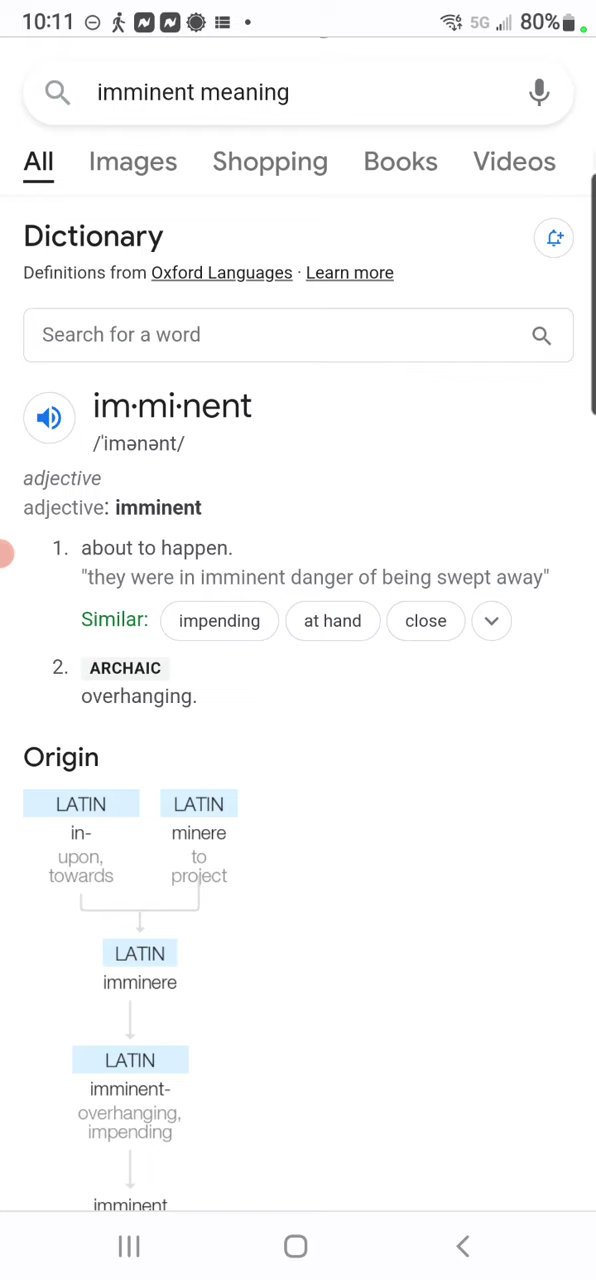 10:11 5G 80%
imminent meaning
All Images Shopping Books Videos
Dictionary
Definitions from Oxford Languages · Learn more
Search for a word
im·mi·nent
/ˈimənənt/
adjective
adjective: imminent
1. about to happen.
"they were in imminent danger of being swept away"
Similar: impending at hand close
2. ARCHAIC
overhanging.
Origin
LATIN LATIN
in- minere
upon, to
towards project
LATIN
imminere
LATIN
imminent-
overhanging,
impending
imminent